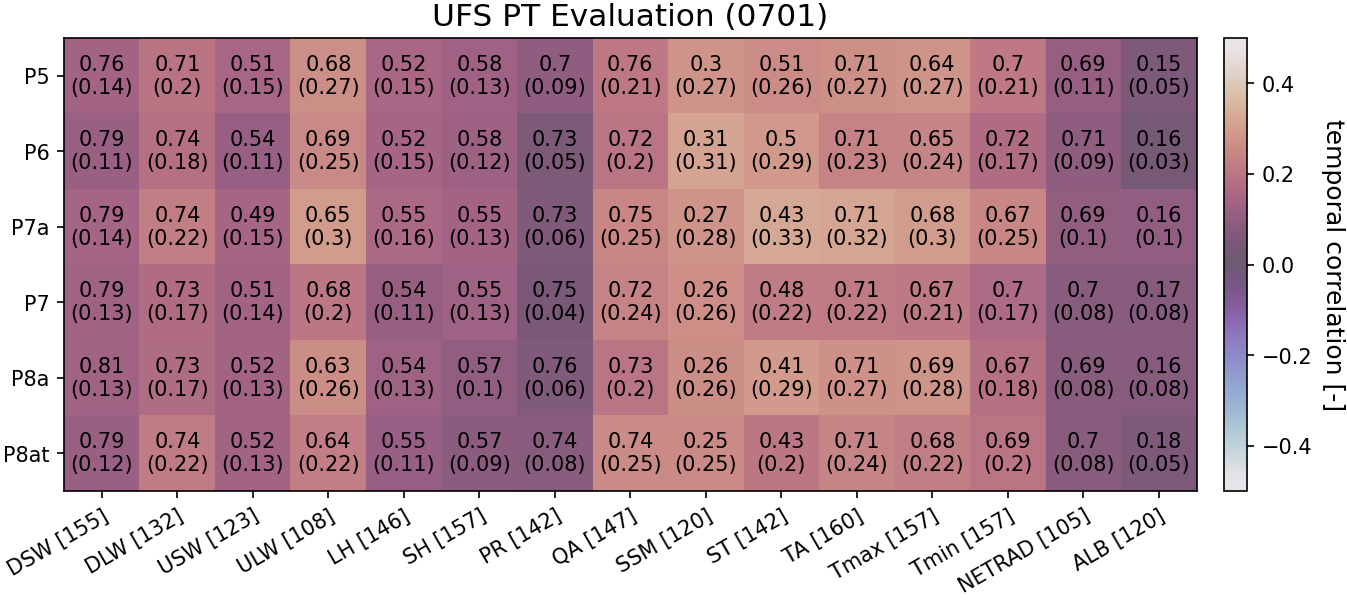 UFS PT Evaluation (0701)
P5 0.76 0.71 0.51 0.68 0.52 0.58 0.7 0.76 0.3 0.51 0.71 0.64 0.7 0.69 0.15
(0.14) (0.2) (0.15) (0.27) (0.15) (0.13) (0.09) (0.21) (0.27) (0.26) (0.27) (0.27) (0.21) (0.11) (0.05)
P6 0.79 0.74 0.54 0.69 0.52 0.58 0.73 0.72 0.31 0.5 0.71 0.65 0.72 0.71 0.16
(0.11) (0.18) (0.11) (0.25) (0.15) (0.12) (0.05) (0.2) (0.31) (0.29) (0.23) (0.24) (0.17) (0.09) (0.03)
P7a 0.79 0.74 0.49 0.65 0.55 0.55 0.73 0.75 0.27 0.43 0.71 0.68 0.67 0.69 0.16
(0.14) (0.22) (0.15) (0.3) (0.16) (0.13) (0.06) (0.25) (0.28) (0.33) (0.32) (0.3) (0.25) (0.1) (0.1)
P7 0.79 0.73 0.51 0.68 0.54 0.55 0.75 0.72 0.26 0.48 0.71 0.67 0.7 0.7 0.17
(0.13) (0.17) (0.14) (0.2) (0.11) (0.13) (0.04) (0.24) (0.26) (0.22) (0.22) (0.21) (0.17) (0.08) (0.08)
P8a 0.81 0.73 0.52 0.63 0.54 0.57 0.76 0.73 0.26 0.41 0.71 0.69 0.67 0.69 0.16
(0.13) (0.17) (0.13) (0.26) (0.13) (0.1) (0.06) (0.2) (0.26) (0.29) (0.27) (0.28) (0.18) (0.08) (0.08)
P8at 0.79 0.74 0.52 0.64 0.55 0.57 0.74 0.74 0.25 0.43 0.71 0.68 0.69 0.7 0.18
(0.12) (0.22) (0.13) (0.22) (0.11) (0.09) (0.08) (0.25) (0.25) (0.2) (0.24) (0.22) (0.2) (0.08) (0.05)
DSW [155] DLW [132] USW [123] ULW [108] LH [146] SH [157] PR [142] QA [147] SSM [120] ST [142] TA [160] Tmax [157] Tmin [157] NETRAD [105] ALB [120]
0.4
0.2
0.0
−0.2
−0.4
temporal correlation [-]